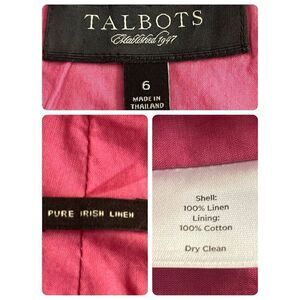 TALBOTS
Established 1947
6
MADE IN
THAILAND
PURE IRISH LINEN
Shell:
100% Linen
Lining:
100% Cotton
Dry Clean